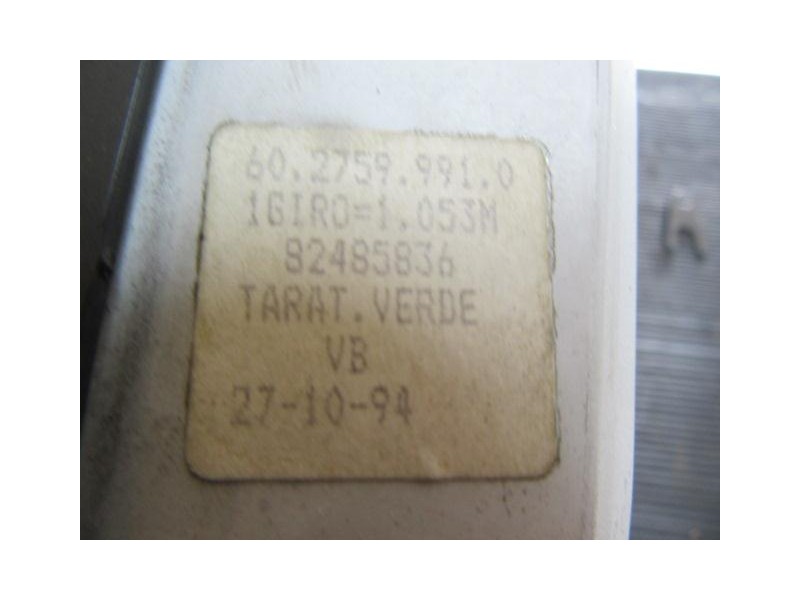 60.2759.991.0
1GIRO=1.053M
82485836
TARAT.VERDE
VB
27-10-94